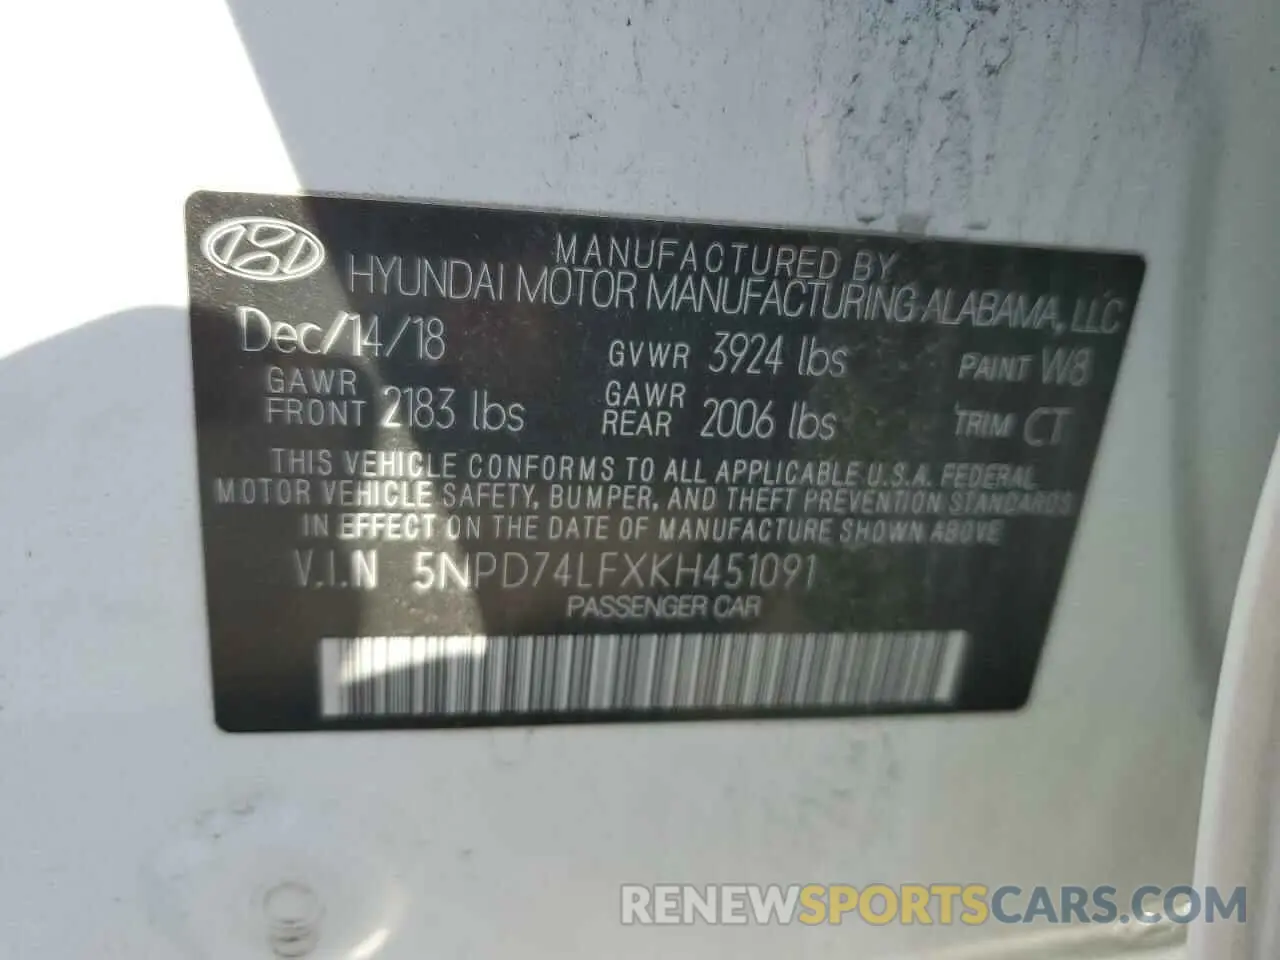 MANUFACTURED BY
HYUNDAI MOTOR MANUFACTURING ALABAMA, LLC
Dec/14/18 GVWR 3924 lbs PAINT W8
GAWR FRONT 2183 lbs GAWR REAR 2006 lbs TRIM CT
THIS VEHICLE CONFORMS TO ALL APPLICABLE U.S.A. FEDERAL
MOTOR VEHICLE SAFETY, BUMPER, AND THEFT PREVENTION STANDARDS
IN EFFECT ON THE DATE OF MANUFACTURE SHOWN ABOVE
V.I.N 5NPD74LFXKH451091
PASSENGER CAR
RENEWSPORTSCARS.COM